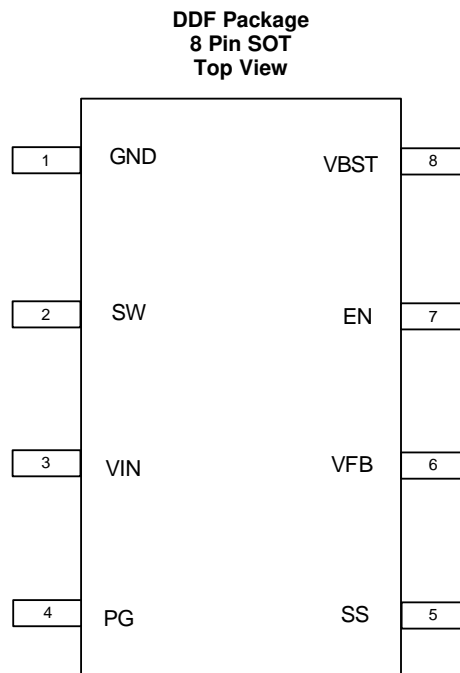 DDF Package
8 Pin SOT
Top View
1 GND VBST 8
2 SW EN 7
3 VIN VFB 6
4 PG SS 5